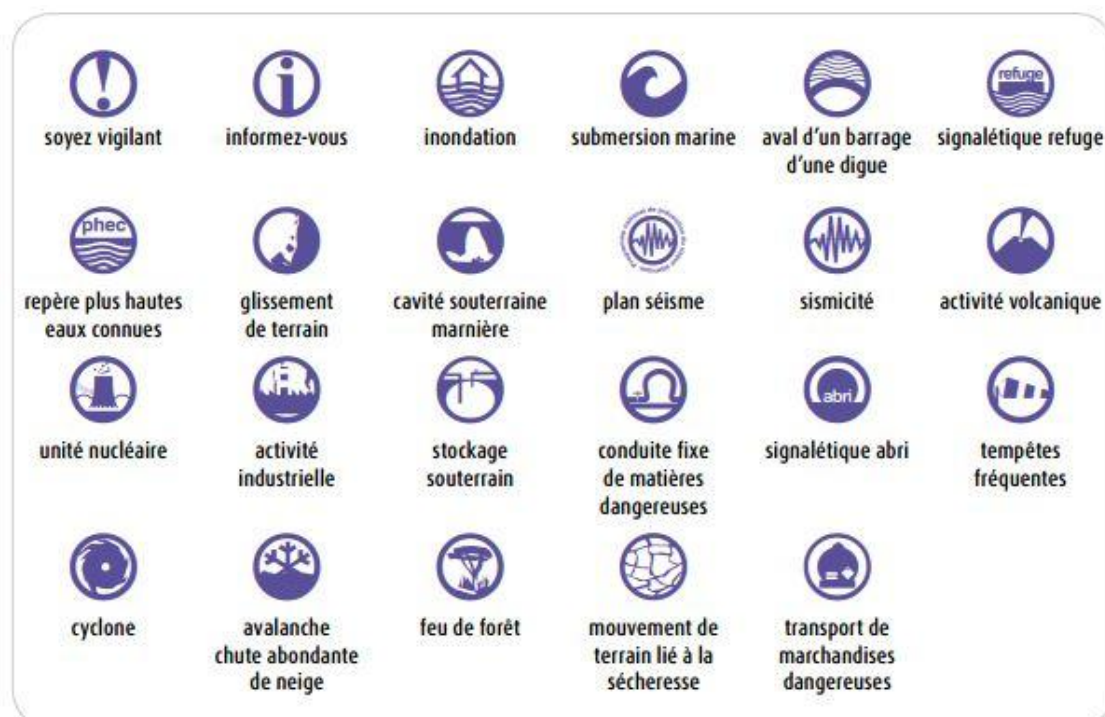 soyez vigilant
informez-vous
inondation
submersion marine
aval d'un barrage
d'une digue
refuge
signalétique refuge
phec
repère plus hautes
eaux connues
glissement
de terrain
cavité souterraine
marnière
plan séisme
sismicité
activité volcanique
unité nucléaire
activité
industrielle
stockage
souterrain
conduite fixe
de matières
dangereuses
abri
signalétique abri
tempêtes
fréquentes
cyclone
avalanche
chute abondante
de neige
feu de forêt
mouvement de
terrain lié à la
sécheresse
transport de
marchandises
dangereuses